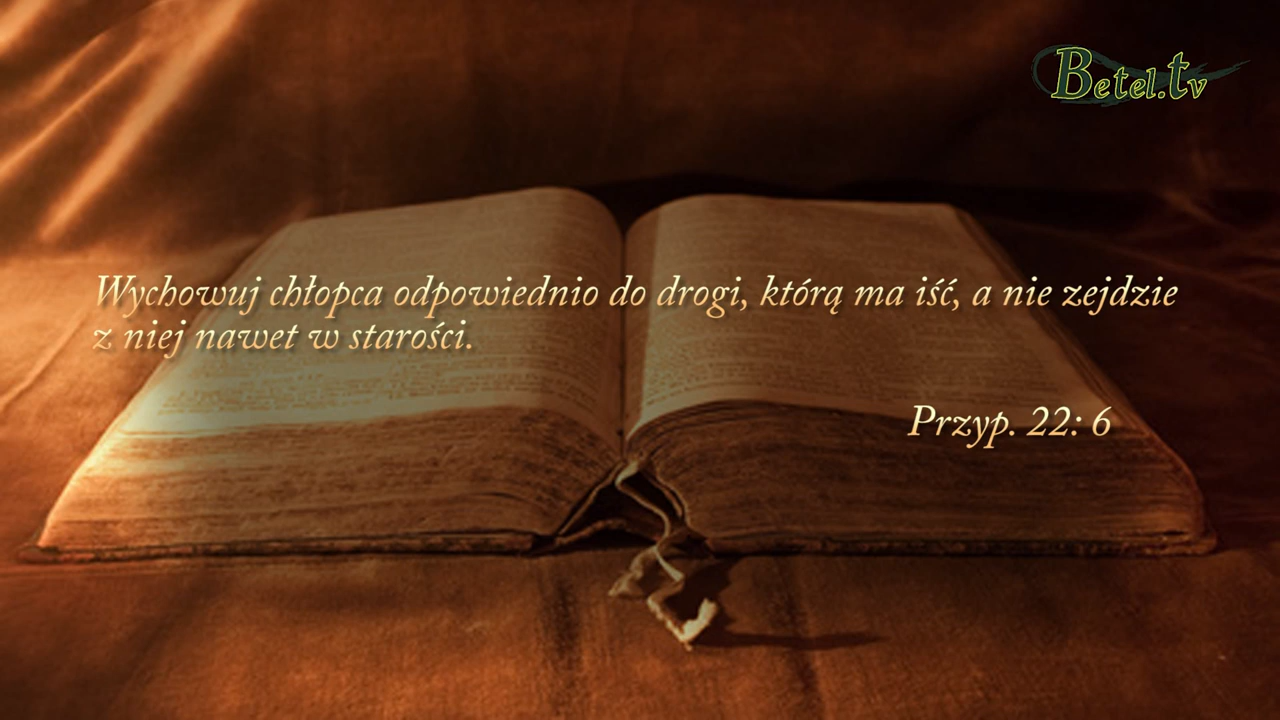 Betel.tv
Wychowuj chłopca odpowiednio do drogi, którą ma iść, a nie zejdzie
z niej nawet w starości.
Przyp. 22: 6